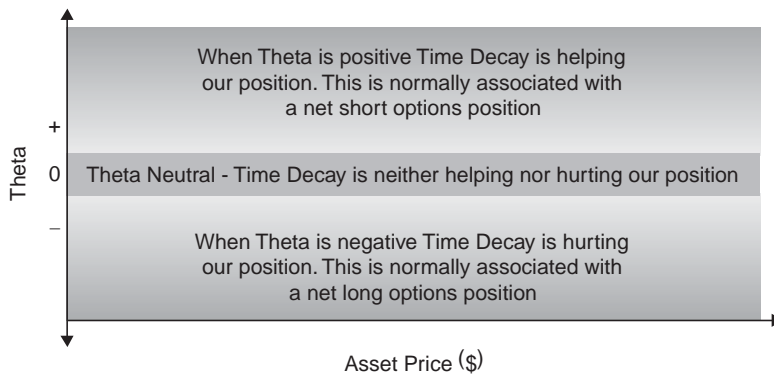 When Theta is positive Time Decay is helping
our position. This is normally associated with
a net short options position
+
Theta
0
Theta Neutral - Time Decay is neither helping nor hurting our position
–
When Theta is negative Time Decay is hurting
our position. This is normally associated with
a net long options position
Asset Price ($)